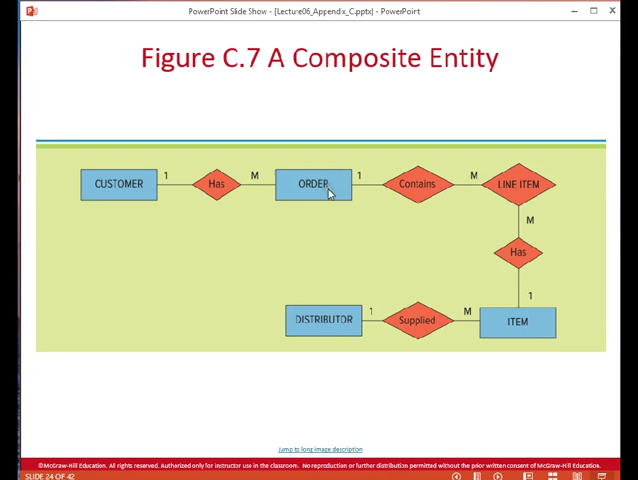 PowerPoint Slide Show - [Lecture06_Appendix_C.pptx] - PowerPoint
Figure C.7 A Composite Entity
CUSTOMER 1 Has M ORDER 1 Contains M LINE ITEM
M
Has
1
DISTRIBUTOR 1 Supplied M ITEM
Jump to long image description
©McGraw-Hill Education. All rights reserved. Authorized only for instructor use in the classroom. No reproduction or further distribution permitted without the prior written consent of McGraw-Hill Education.
SLIDE 24 OF 42